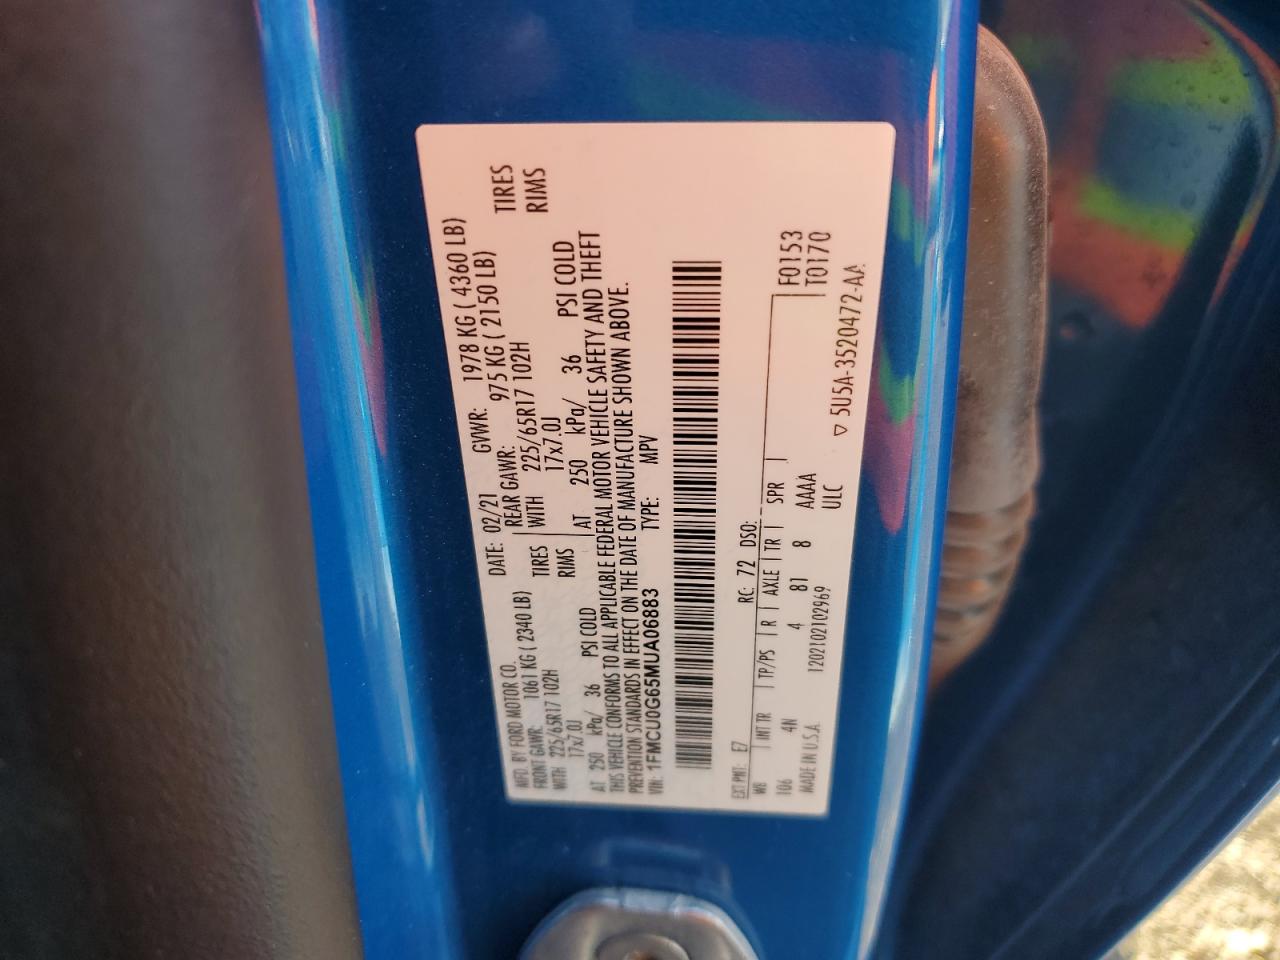 MFD. BY FORD MOTOR CO. DATE: 02/21 GVWR: 1978 KG ( 4360 LB)
FRONT GAWR: 1061 KG ( 2340 LB) REAR GAWR: 975 KG ( 2150 LB)
WITH 225/65R17 102H TIRES WITH 225/65R17 102H TIRES
17x7.0J RIMS 17x7.0J RIMS
AT 250 kPa/ 36 PSI COLD AT 250 kPa/ 36 PSI COLD
THIS VEHICLE CONFORMS TO ALL APPLICABLE FEDERAL MOTOR VEHICLE SAFETY AND THEFT
PREVENTION STANDARDS IN EFFECT ON THE DATE OF MANUFACTURE SHOWN ABOVE.
VIN: 1FMCU0G65MUA06883 TYPE: MPV
EXT PNT: E7 RC: 72 DSO: F0153
WB INT TR TP/PS R AXLE TR SPR T0170
106 4N 4 81 8 AAAA
MADE IN U.S.A. 1202102102969 ULC
▽ 5U5A-3520472-AA